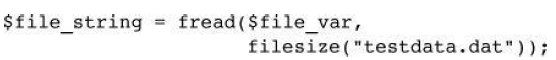 $file_string = fread($file_var,
filesize("testdata.dat"));